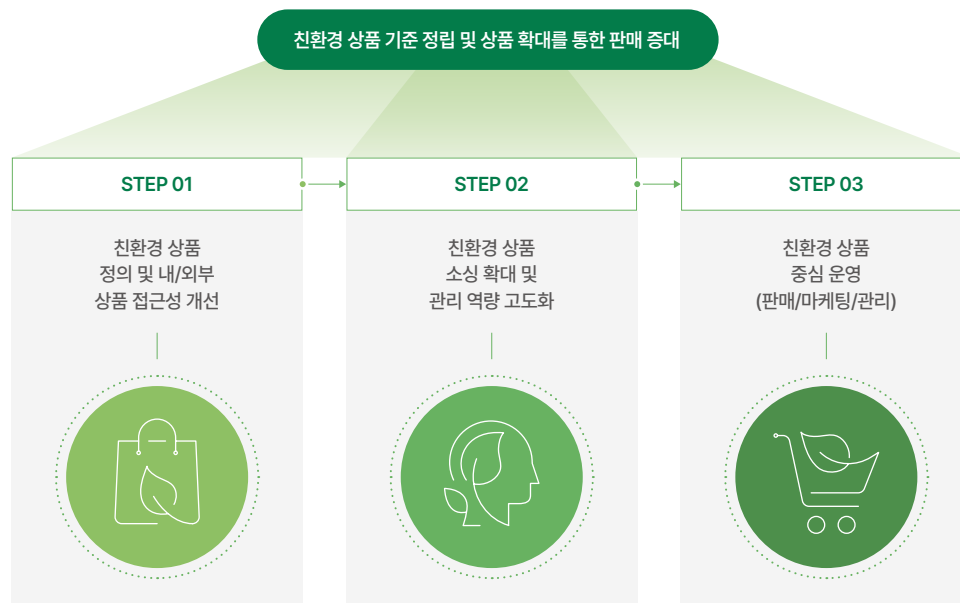 친환경 상품 기준 정립 및 상품 확대를 통한 판매 증대
STEP 01
친환경 상품
정의 및 내/외부
상품 접근성 개선
STEP 02
친환경 상품
소싱 확대 및
관리 역량 고도화
STEP 03
친환경 상품
중심 운영
(판매/마케팅/관리)